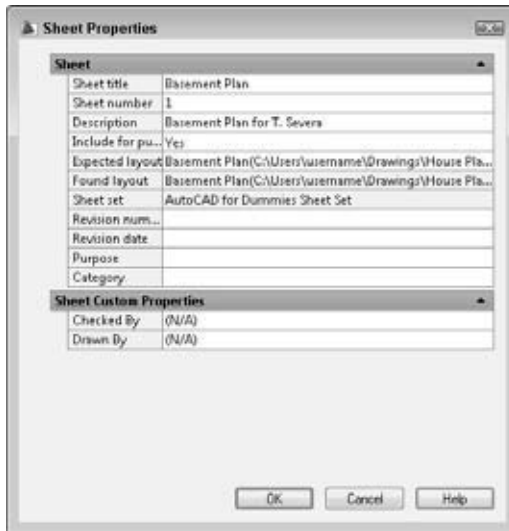 Sheet Properties
Sheet
Sheet title Basement Plan
Sheet number 1
Description Basement Plan for T. Severa
Include for pu... Yes
Expected layout Basement Plan(C:\Users\username\Drawings\House Pla...
Found layout Basement Plan(C:\Users\username\Drawings\House Pla...
Sheet set AutoCAD for Dummies Sheet Set
Revision num...
Revision date
Purpose
Category
Sheet Custom Properties
Checked By (N/A)
Drawn By (N/A)
OK Cancel Help